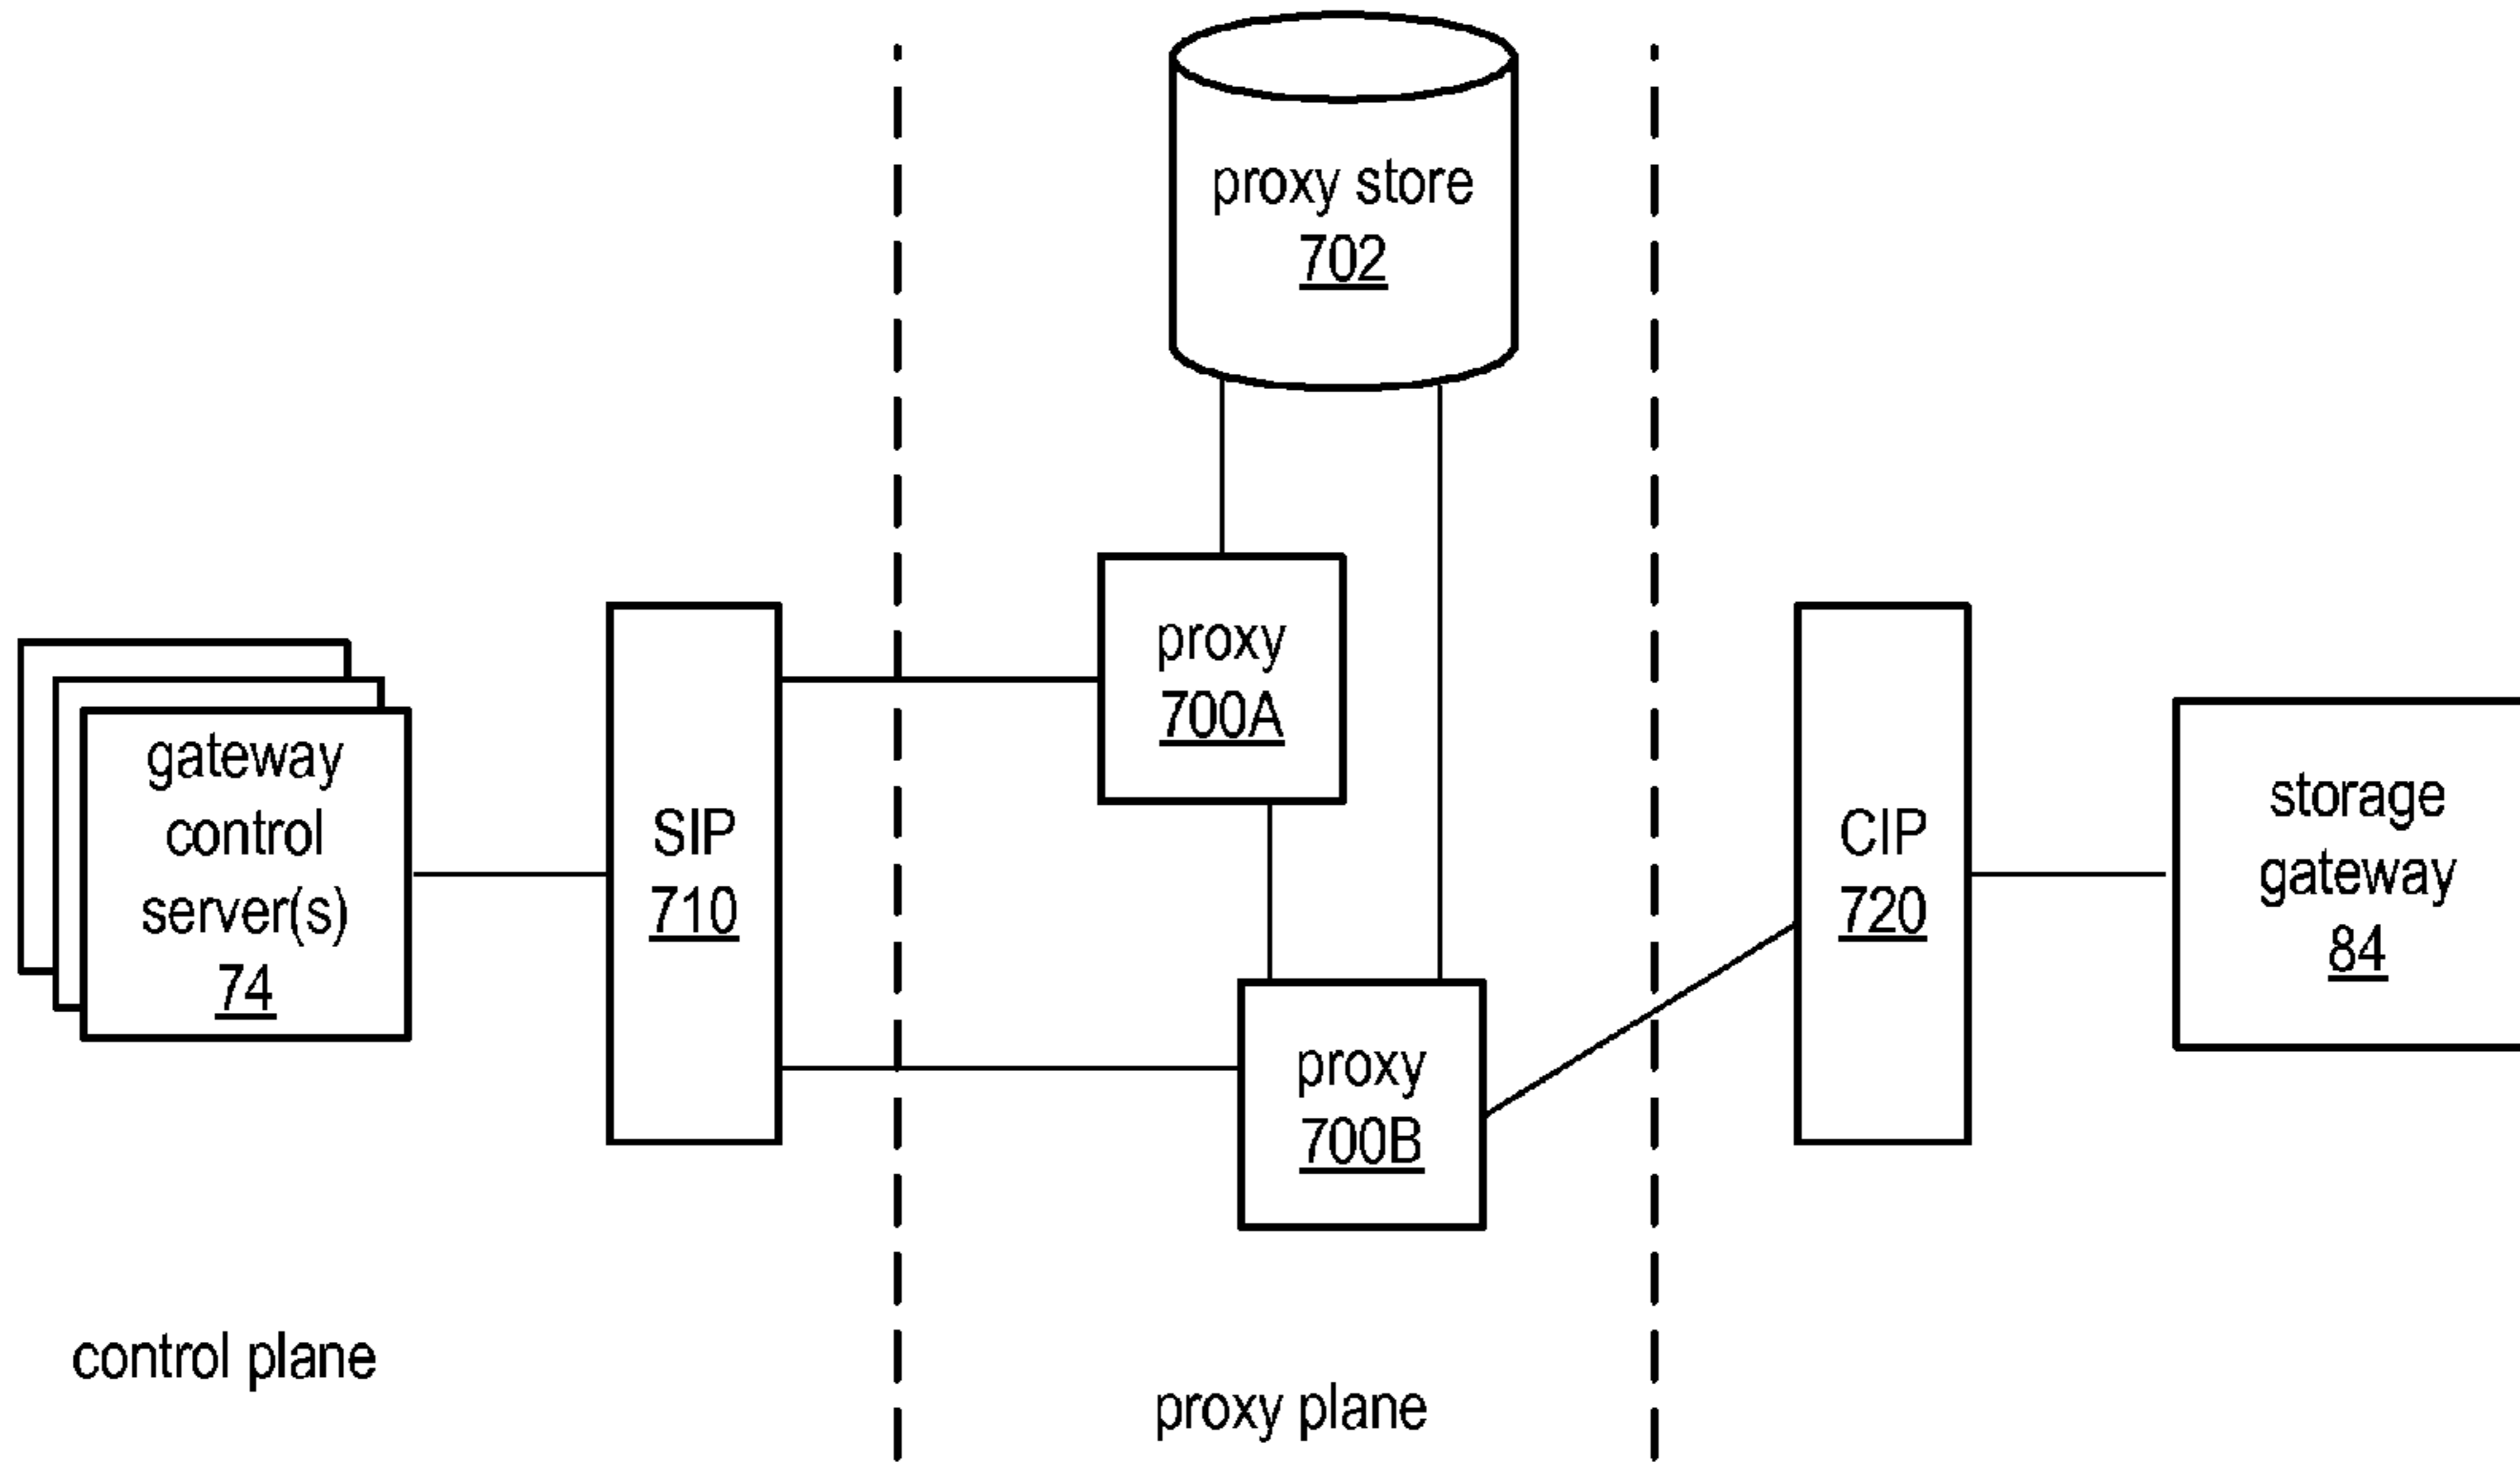 proxy store
702
proxy
700A
gateway
control
server(s)
74
SIP
710
proxy
700B
CIP
720
storage
gateway
84
control plane
proxy plane